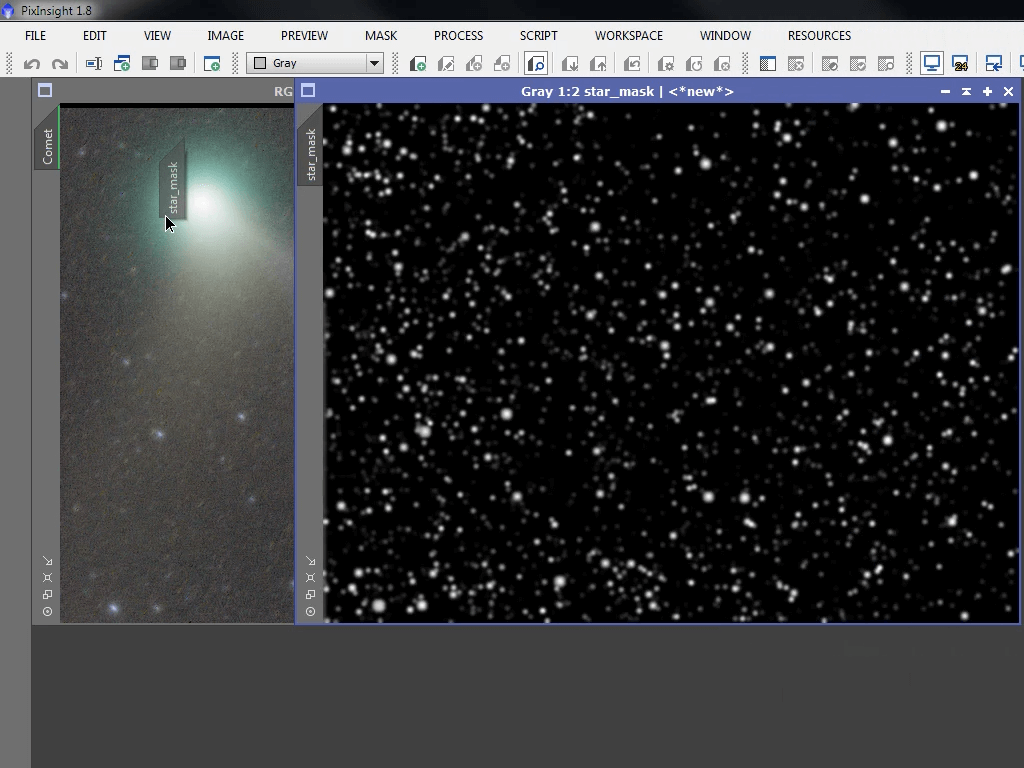 PixInsight 1.8
FILE EDIT VIEW IMAGE PREVIEW MASK PROCESS SCRIPT WORKSPACE WINDOW RESOURCES
Gray
24
RG
Gray 1:2 star_mask | <*new*>
Comet
star_mask
star_mask